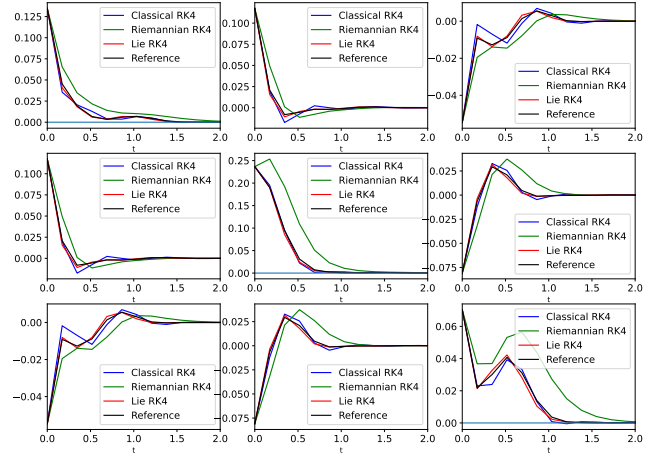 0.125
0.100
0.075
0.050
0.025
0.000
0.0
0.5
1.0
1.5
2.0
t
Classical RK4
Riemannian RK4
Lie RK4
Reference
0.125
0.100
0.075
0.050
0.025
0.000
0.0
0.5
1.0
1.5
2.0
t
Classical RK4
Riemannian RK4
Lie RK4
Reference
0.00
−0.02
−0.04
0.0
0.5
1.0
1.5
2.0
t
Classical RK4
Riemannian RK4
Lie RK4
Reference
0.100
0.075
0.050
0.025
0.000
0.0
0.5
1.0
1.5
2.0
t
Classical RK4
Riemannian RK4
Lie RK4
Reference
0.25
0.20
0.15
0.10
0.05
0.00
0.0
0.5
1.0
1.5
2.0
t
Classical RK4
Riemannian RK4
Lie RK4
Reference
0.025
0.000
0.025
0.050
0.075
0.0
0.5
1.0
1.5
2.0
t
Classical RK4
Riemannian RK4
Lie RK4
Reference
0.00
−0.02
−0.04
0.0
0.5
1.0
1.5
2.0
t
Classical RK4
Riemannian RK4
Lie RK4
Reference
0.025
0.000
−0.025
−0.050
−0.075
0.0
0.5
1.0
1.5
2.0
t
Classical RK4
Riemannian RK4
Lie RK4
Reference
0.06
0.04
0.02
0.00
0.0
0.5
1.0
1.5
2.0
t
Classical RK4
Riemannian RK4
Lie RK4
Reference